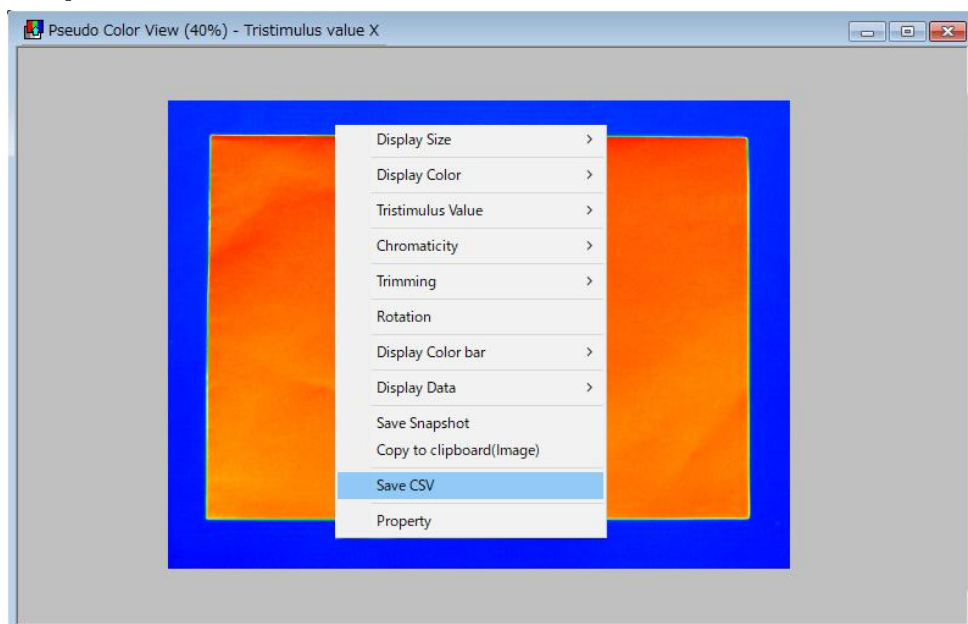 Pseudo Color View (40%) - Tristimulus value X
Display Size
Display Color
Tristimulus Value
Chromaticity
Trimming
Rotation
Display Color bar
Display Data
Save Snapshot
Copy to clipboard(Image)
Save CSV
Property